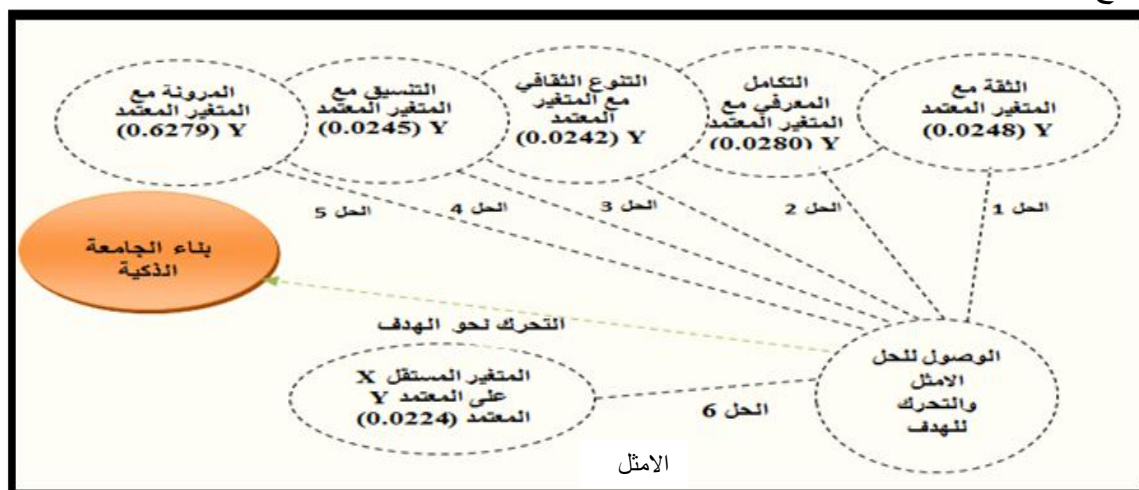 الثقة مع
المتغير المعتمد
(0.0248) Y
التكامل
المعرفي مع
المتغير المعتمد
(0.0280) Y
التنوع الثقافي
مع المتغير
المعتمد
(0.0242) Y
التنسيق مع
المتغير المعتمد
(0.0245) Y
المرونة مع
المتغير المعتمد
(0.6279) Y
الحل 1
الحل 2
الحل 3
الحل 4
الحل 5
بناء الجامعة
الذكية
التحرك نحو الهدف
الوصول للحل
الامثل
والتحرك
للهدف
المتغير المستقل X
على المعتمد Y
المعتمد (0.0224)
الحل 6
الامثل